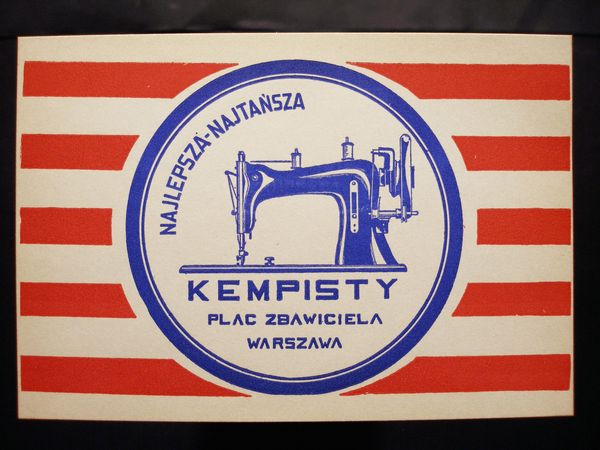 NAJLEPSZA-NAJTAŃSZA
KEMPISTY
PLAC ZBAWICIELA
WARSZAWA